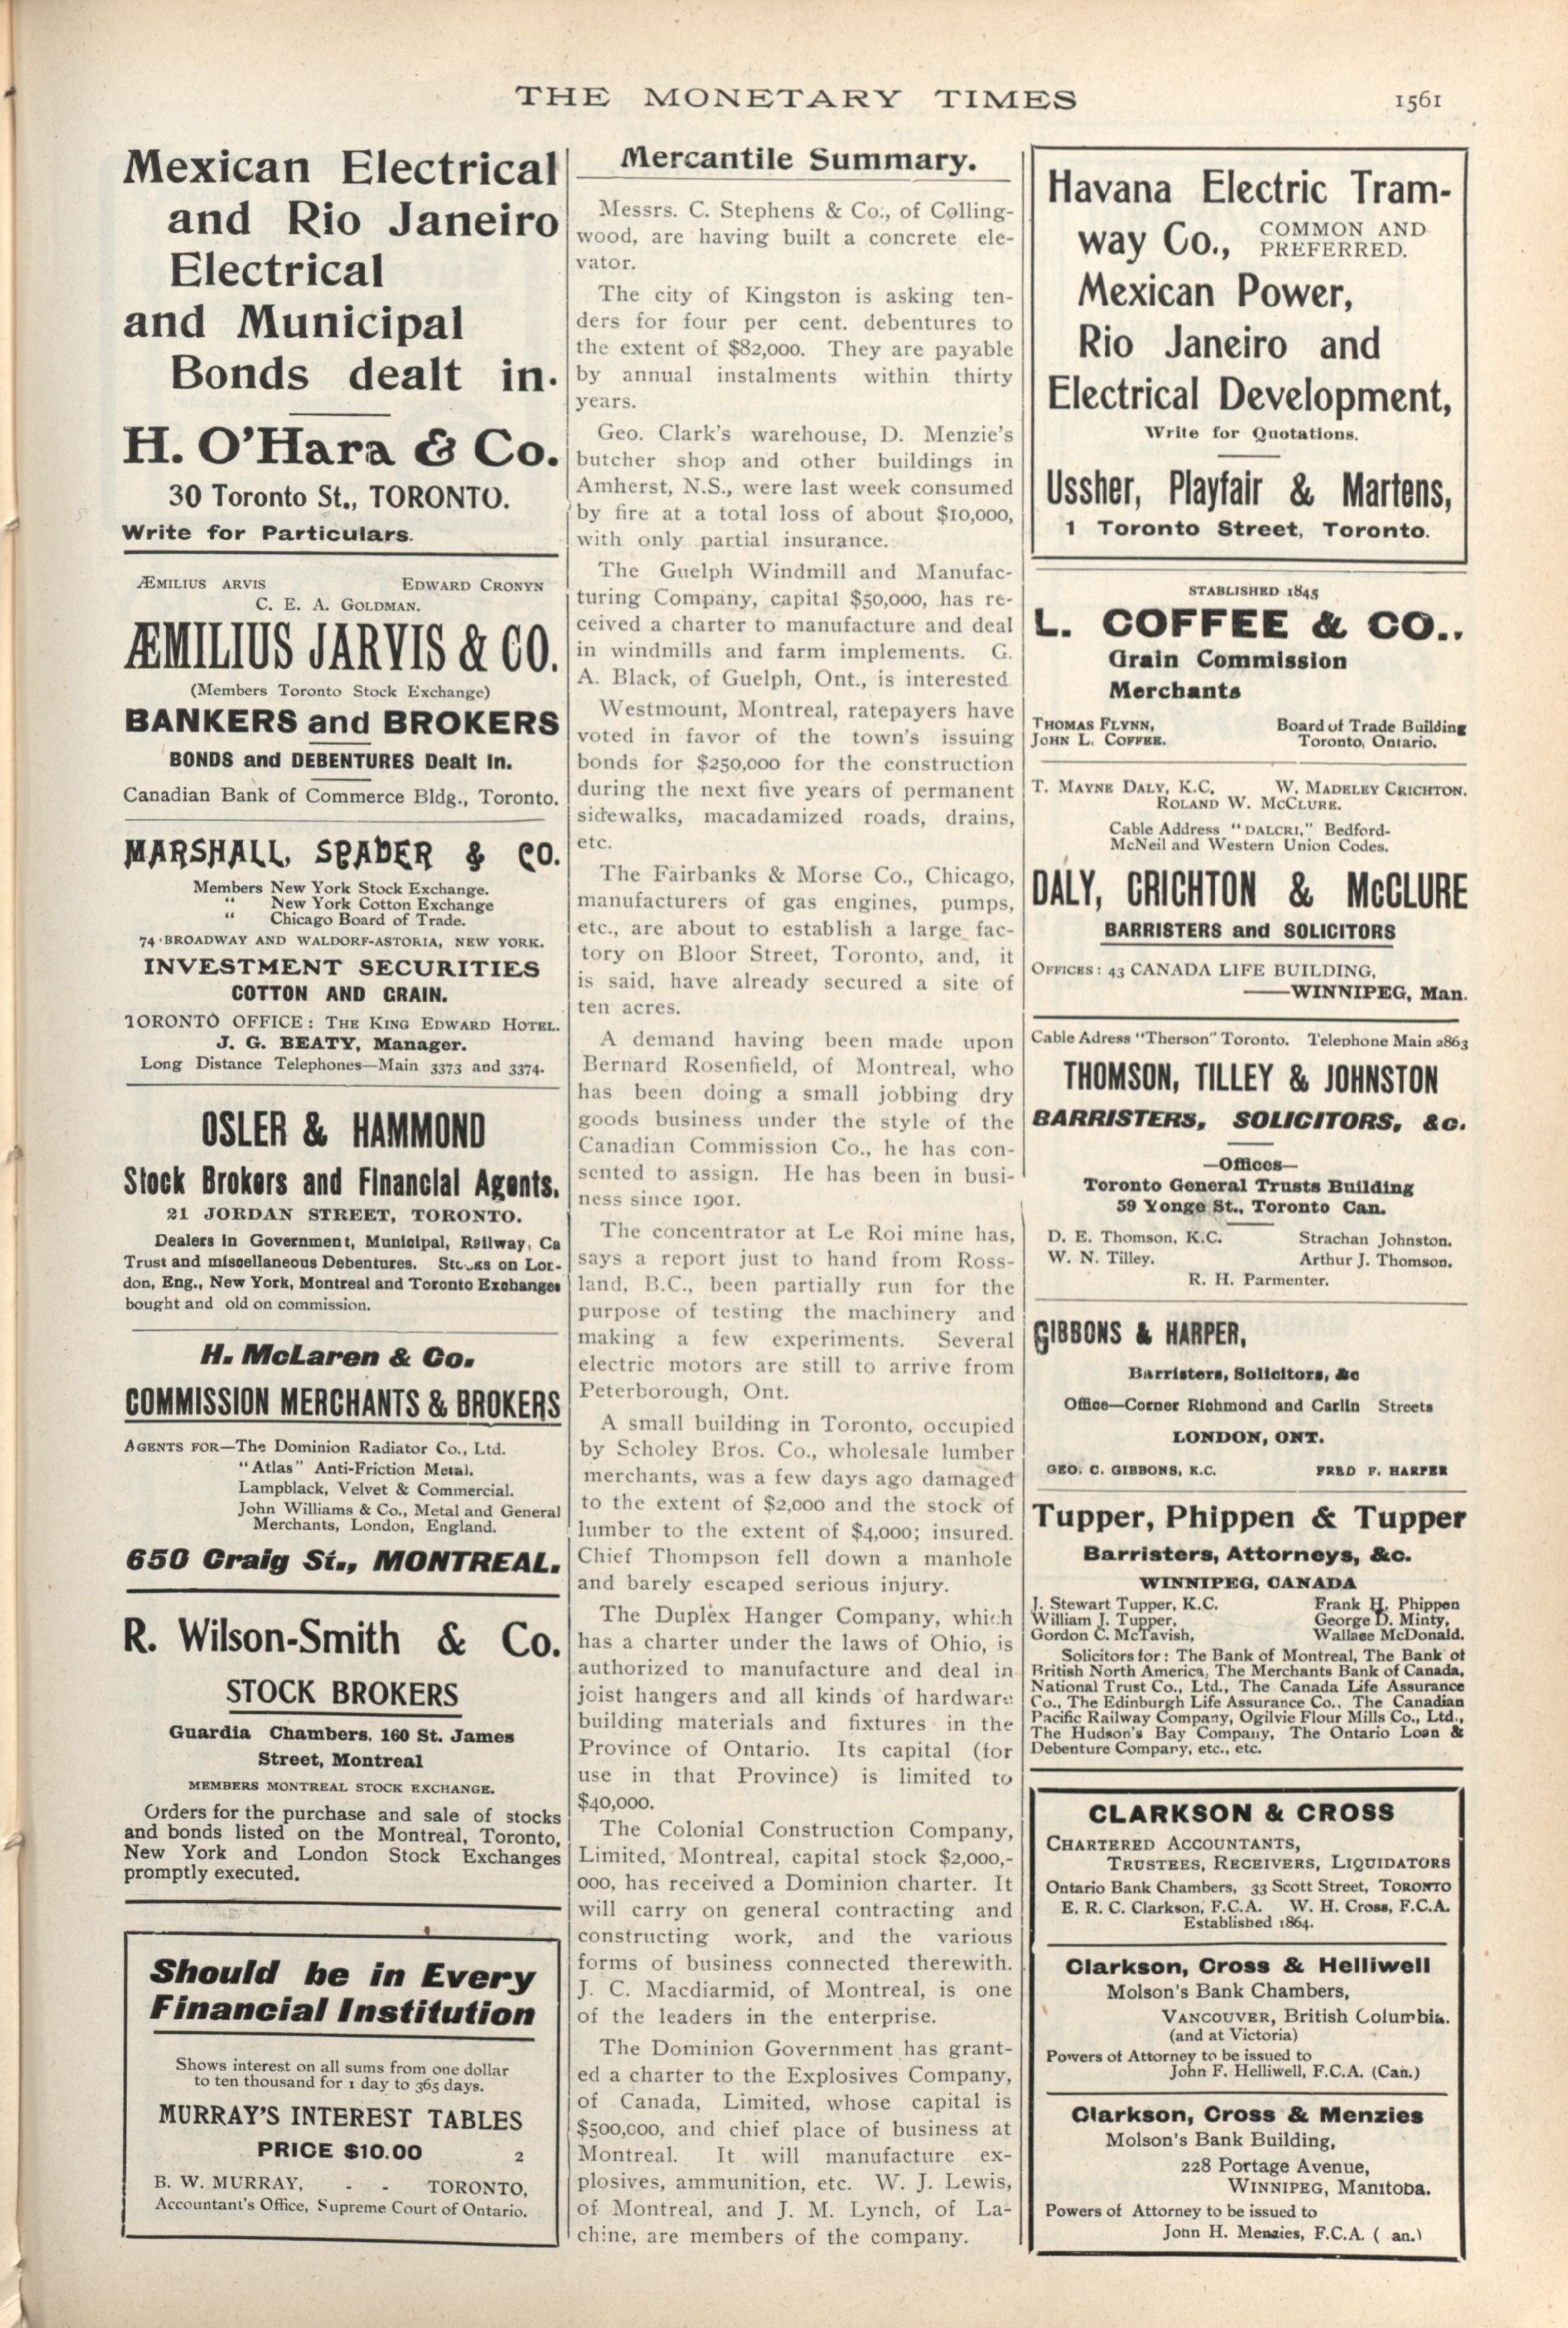 THE MONETARY TIMES
1561
Mexican Electrical
and Rio Janeiro
Electrical
and Municipal
Bonds dealt in.
H. O'Hara & Co.
30 Toronto St., TORONTO.
Write for Particulars.
ÆMILIUS ARVIS EDWARD CRONYN
C. E. A. GOLDMAN.
ÆMILIUS JARVIS & CO.
(Members Toronto Stock Exchange)
BANKERS and BROKERS
BONDS and DEBENTURES Dealt in.
Canadian Bank of Commerce Bldg., Toronto.
MARSHALL, SPADER & CO.
Members New York Stock Exchange.
" New York Cotton Exchange
" Chicago Board of Trade.
74 BROADWAY AND WALDORF-ASTORIA, NEW YORK.
INVESTMENT SECURITIES
COTTON AND GRAIN.
TORONTO OFFICE: THE KING EDWARD HOTEL.
J. G. BEATY, Manager.
Long Distance Telephones—Main 3373 and 3374.
OSLER & HAMMOND
Stock Brokers and Financial Agents.
21 JORDAN STREET, TORONTO.
Dealers in Government, Municipal, Railway, Ca
Trust and miscellaneous Debentures. Stocks on Lon-
don, Eng., New York, Montreal and Toronto Exchanges
bought and old on commission.
H. McLaren & Co.
COMMISSION MERCHANTS & BROKERS
AGENTS FOR—The Dominion Radiator Co., Ltd.
"Atlas" Anti-Friction Metal.
Lampblack, Velvet & Commercial.
John Williams & Co., Metal and General
Merchants, London, England.
650 Craig St., MONTREAL.
R. Wilson-Smith & Co.
STOCK BROKERS
Guardia Chambers, 160 St. James
Street, Montreal
MEMBERS MONTREAL STOCK EXCHANGE.
Orders for the purchase and sale of stocks
and bonds listed on the Montreal, Toronto,
New York and London Stock Exchanges
promptly executed.
Should be in Every
Financial Institution
Shows interest on all sums from one dollar
to ten thousand for 1 day to 365 days.
MURRAY'S INTEREST TABLES
PRICE $10.00 2
B. W. MURRAY, - - TORONTO,
Accountant's Office, Supreme Court of Ontario.
Mercantile Summary.
Messrs. C. Stephens & Co., of Colling-
wood, are having built a concrete ele-
vator.
The city of Kingston is asking ten-
ders for four per cent. debentures to
the extent of $82,000. They are payable
by annual instalments within thirty
years.
Geo. Clark's warehouse, D. Menzie's
butcher shop and other buildings in
Amherst, N.S., were last week consumed
by fire at a total loss of about $10,000,
with only partial insurance.
The Guelph Windmill and Manufac-
turing Company, capital $50,000, has re-
ceived a charter to manufacture and deal
in windmills and farm implements. G.
A. Black, of Guelph, Ont., is interested
Westmount, Montreal, ratepayers have
voted in favor of the town's issuing
bonds for $250,000 for the construction
during the next five years of permanent
sidewalks, macadamized roads, drains,
etc.
The Fairbanks & Morse Co., Chicago,
manufacturers of gas engines, pumps,
etc., are about to establish a large fac-
tory on Bloor Street, Toronto, and, it
is said, have already secured a site of
ten acres.
A demand having been made upon
Bernard Rosenfield, of Montreal, who
has been doing a small jobbing dry
goods business under the style of the
Canadian Commission Co., he has con-
sented to assign. He has been in busi-
ness since 1901.
The concentrator at Le Roi mine has,
says a report just to hand from Ross-
land, B.C., been partially run for the
purpose of testing the machinery and
making a few experiments. Several
electric motors are still to arrive from
Peterborough, Ont.
A small building in Toronto, occupied
by Scholey Bros. Co., wholesale lumber
merchants, was a few days ago damaged
to the extent of $2,000 and the stock of
lumber to the extent of $4,000; insured.
Chief Thompson fell down a manhole
and barely escaped serious injury.
The Duplex Hanger Company, which
has a charter under the laws of Ohio, is
authorized to manufacture and deal in
joist hangers and all kinds of hardware
building materials and fixtures in the
Province of Ontario. Its capital (for
use in that Province) is limited to
$40,000.
The Colonial Construction Company,
Limited, Montreal, capital stock $2,000,-
000, has received a Dominion charter. It
will carry on general contracting and
constructing work, and the various
forms of business connected therewith.
J. C. Macdiarmid, of Montreal, is one
of the leaders in the enterprise.
The Dominion Government has grant-
ed a charter to the Explosives Company,
of Canada, Limited, whose capital is
$500,000, and chief place of business at
Montreal. It will manufacture ex-
plosives, ammunition, etc. W. J. Lewis,
of Montreal, and J. M. Lynch, of La-
chine, are members of the company.
Havana Electric Tram-
way Co., COMMON AND PREFERRED.
Mexican Power,
Rio Janeiro and
Electrical Development,
Write for Quotations.
Ussher, Playfair & Martens,
1 Toronto Street, Toronto.
STABLISHED 1845
L. COFFEE & CO.,
Grain Commission
Merchants
THOMAS FLYNN, Board of Trade Building
JOHN L. COFFEE. Toronto, Ontario.
T. MAYNE DALY, K.C. W. MADELEY CRICHTON.
ROLAND W. MCCLURE.
Cable Address "DALCRI," Bedford-
McNeil and Western Union Codes.
DALY, CRICHTON & McCLURE
BARRISTERS and SOLICITORS
OFFICES: 43 CANADA LIFE BUILDING,
—WINNIPEG, Man.
Cable Adress "Therson" Toronto. Telephone Main 2863
THOMSON, TILLEY & JOHNSTON
BARRISTERS, SOLICITORS, &c.
—Offices—
Toronto General Trusts Building
59 Yonge St., Toronto Can.
D. E. Thomson, K.C. Strachan Johnston.
W. N. Tilley. Arthur J. Thomson.
R. H. Parmenter.
GIBBONS & HARPER,
Barristers, Solicitors, &c
Office—Corner Richmond and Carlin Streets
LONDON, ONT.
GEO. C. GIBBONS, K.C. FRED F. HARPER
Tupper, Phippen & Tupper
Barristers, Attorneys, &c.
WINNIPEG, CANADA
J. Stewart Tupper, K.C. Frank H. Phippen
William J. Tupper, George D. Minty,
Gordon C. McTavish, Wallace McDonald.
Solicitors for: The Bank of Montreal, The Bank of
British North America, The Merchants Bank of Canada,
National Trust Co., Ltd., The Canada Life Assurance
Co., The Edinburgh Life Assurance Co., The Canadian
Pacific Railway Company, Ogilvie Flour Mills Co., Ltd.,
The Hudson's Bay Company, The Ontario Loan &
Debenture Company, etc., etc.
CLARKSON & CROSS
CHARTERED ACCOUNTANTS,
TRUSTEES, RECEIVERS, LIQUIDATORS
Ontario Bank Chambers, 33 Scott Street, TORONTO
E. R. C. Clarkson, F.C.A. W. H. Cross, F.C.A.
Established 1864.
Clarkson, Cross & Helliwell
Molson's Bank Chambers,
VANCOUVER, British Columbia.
(and at Victoria)
Powers of Attorney to be issued to
John F. Helliwell, F.C.A. (Can.)
Clarkson, Cross & Menzies
Molson's Bank Building,
228 Portage Avenue,
WINNIPEG, Manitoba.
Powers of Attorney to be issued to
John H. Menzies, F.C.A. ( an.)